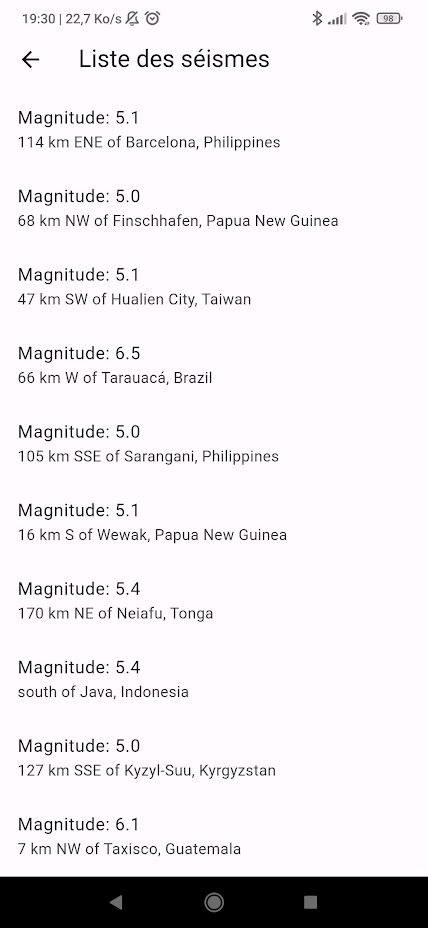 19:30 | 22,7 Ko/s
98
Liste des séismes
Magnitude: 5.1
114 km ENE of Barcelona, Philippines
Magnitude: 5.0
68 km NW of Finschhafen, Papua New Guinea
Magnitude: 5.1
47 km SW of Hualien City, Taiwan
Magnitude: 6.5
66 km W of Tarauacá, Brazil
Magnitude: 5.0
105 km SSE of Sarangani, Philippines
Magnitude: 5.1
16 km S of Wewak, Papua New Guinea
Magnitude: 5.4
170 km NE of Neiafu, Tonga
Magnitude: 5.4
south of Java, Indonesia
Magnitude: 5.0
127 km SSE of Kyzyl-Suu, Kyrgyzstan
Magnitude: 6.1
7 km NW of Taxisco, Guatemala